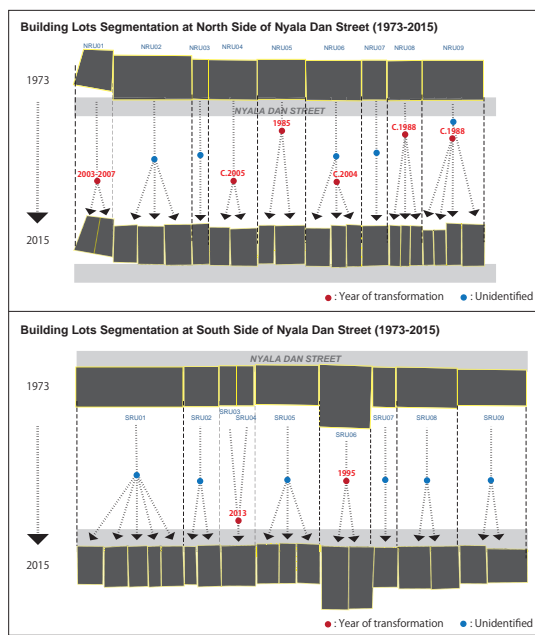 Building Lots Segmentation at North Side of Nyala Dan Street (1973-2015)
NRU01 NRU02 NRU03 NRU04 NRU05 NRU06 NRU07 NRU08 NRU09
1973
NYALA DAN STREET
1985 C.1988 C.1988
2003-2007 C.2005 C.2004
2015
: Year of transformation : Unidentified
Building Lots Segmentation at South Side of Nyala Dan Street (1973-2015)
NYALA DAN STREET
1973
SRU03
SRU01 SRU02 SRU04 SRU05 SRU07 SRU08 SRU09
SRU06
1995
2013
2015
: Year of transformation : Unidentified